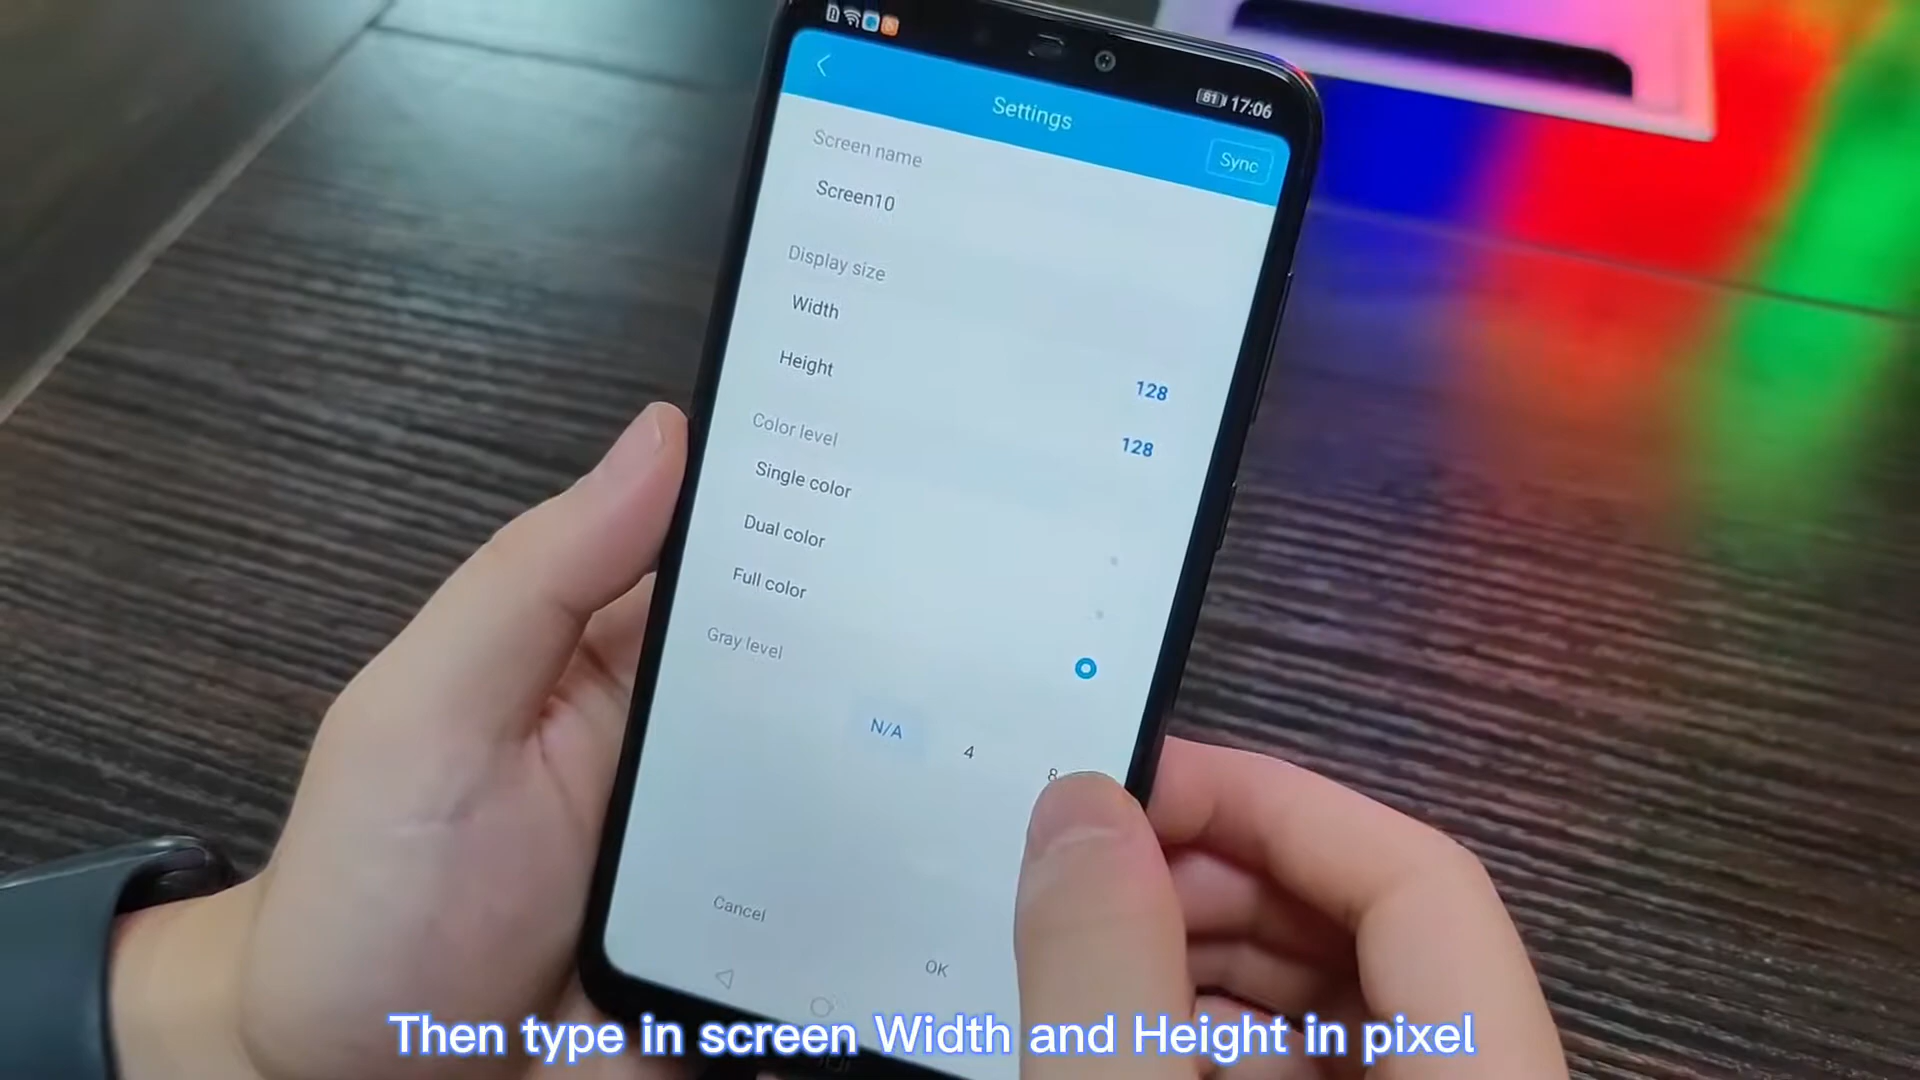 81 17:06
Settings
Sync
Screen name
Screen10
Display size
Width 128
Height 128
Color level
Single color
Dual color
Full color
Gray level
N/A 4 8
Cancel OK
Then type in screen Width and Height in pixel